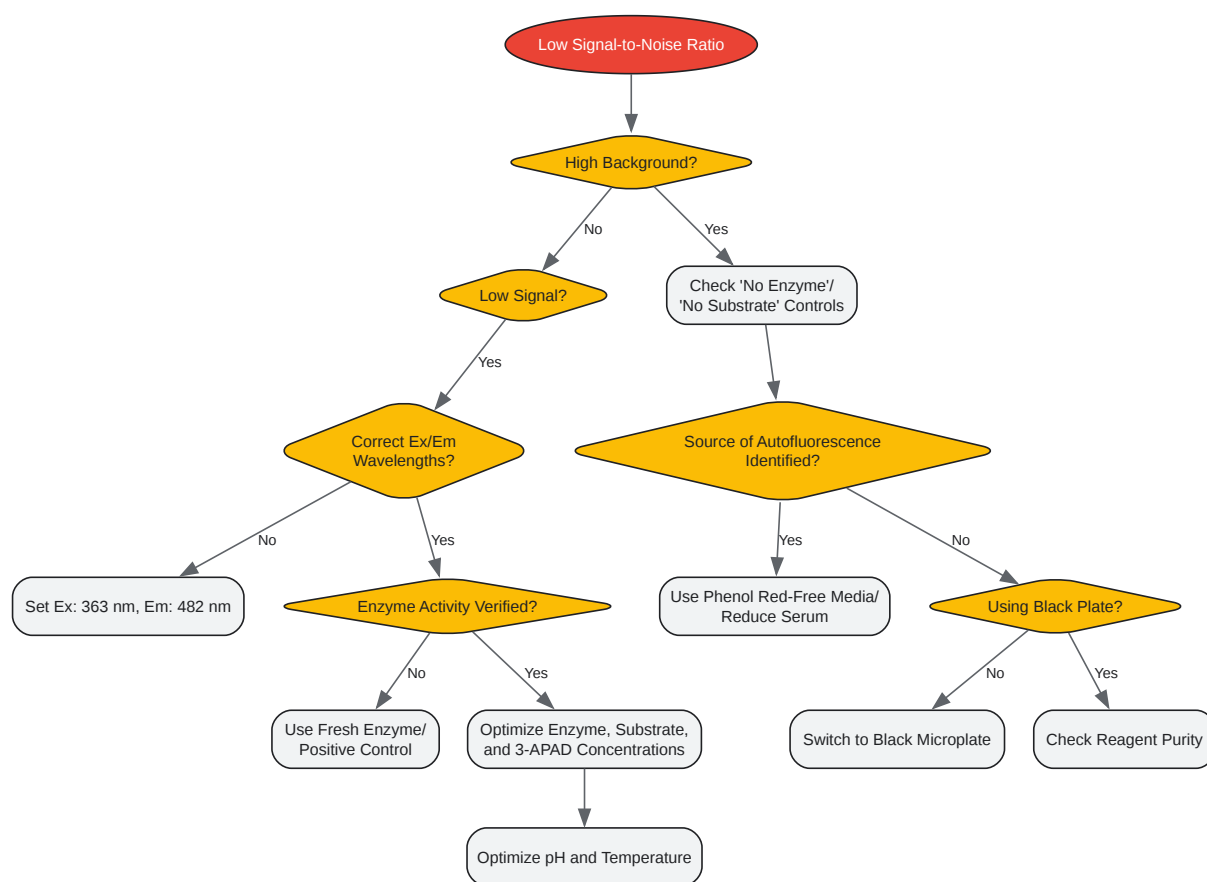 Low Signal-to-Noise Ratio
High Background?
No
Yes
Low Signal?
Check 'No Enzyme'/
'No Substrate' Controls
Yes
Correct Ex/Em
Wavelengths?
Source of Autofluorescence
Identified?
No
Yes
Yes
No
Set Ex: 363 nm, Em: 482 nm
Enzyme Activity Verified?
Use Phenol Red-Free Media/
Reduce Serum
Using Black Plate?
No
Yes
No
Yes
Use Fresh Enzyme/
Positive Control
Optimize Enzyme, Substrate,
and 3-APAD Concentrations
Switch to Black Microplate
Check Reagent Purity
Optimize pH and Temperature